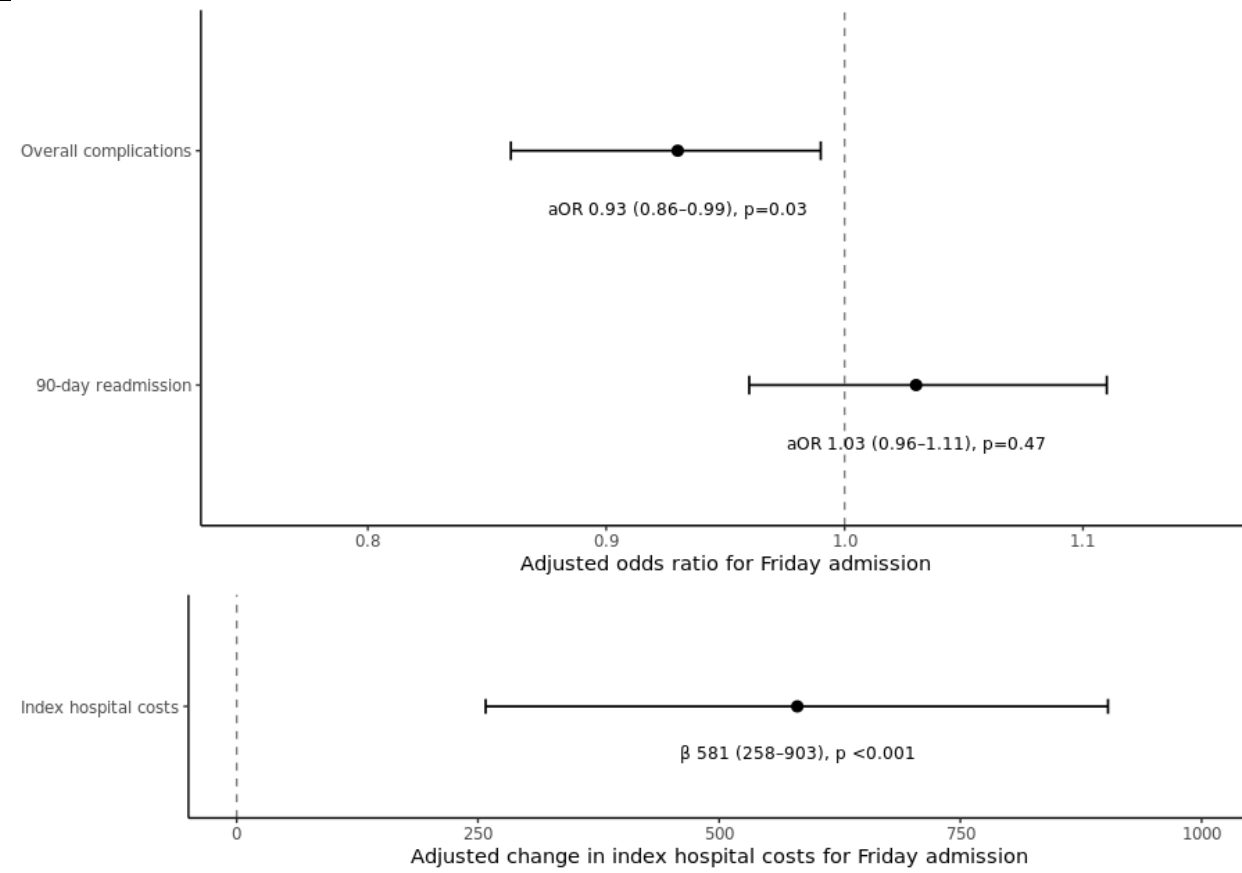 Overall complications
aOR 0.93 (0.86–0.99), p=0.03
90-day readmission
aOR 1.03 (0.96–1.11), p=0.47
0.8 0.9 1.0 1.1
Adjusted odds ratio for Friday admission
Index hospital costs
β 581 (258–903), p <0.001
0 250 500 750 1000
Adjusted change in index hospital costs for Friday admission